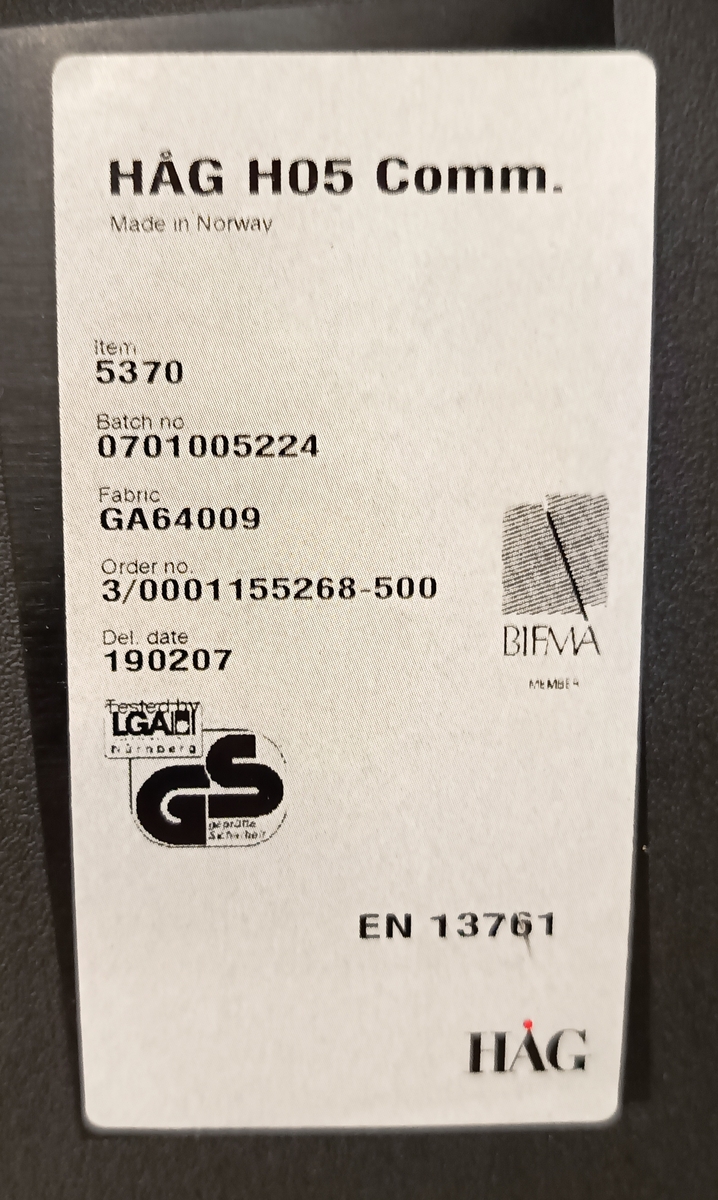 HÅG H05 Comm.
Made in Norway
Item
5370
Batch no
0701005224
Fabric
GA64009
Order no.
3/0001155268-500
Del. date
190207
BIFMA
MEMBER
Tested by
LGA
Nürnberg
GS
geprüfte
Sicherheit
EN 13761
HÅG